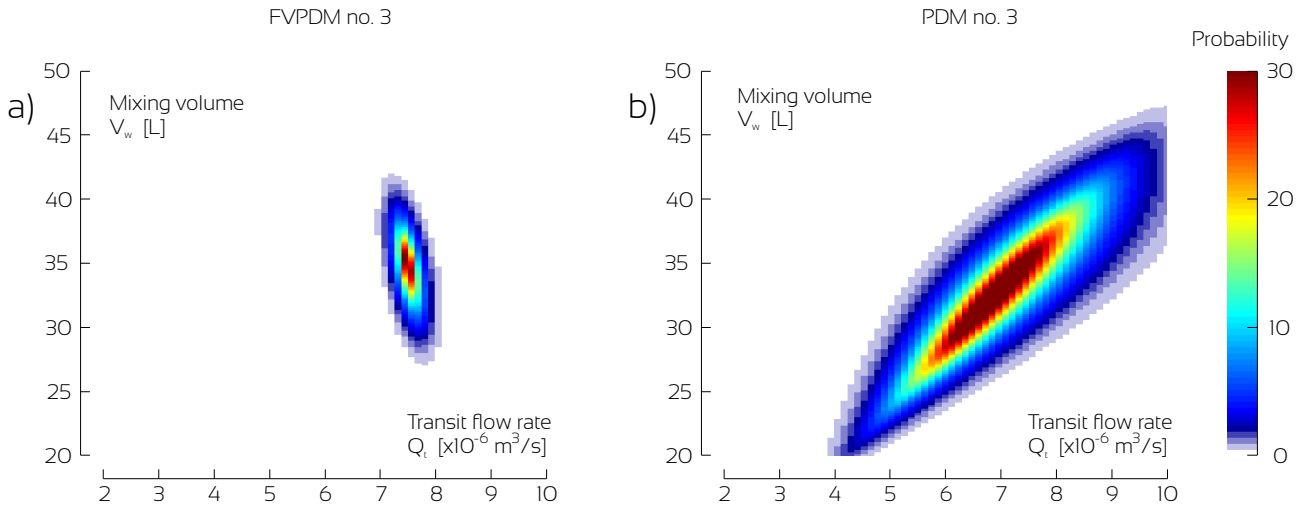 FVPDM no. 3
PDM no. 3
Probability
a)
Mixing volume
V_w [L]
50
45
40
35
30
25
20
Transit flow rate
Q_t [x10⁻⁶ m³/s]
2 3 4 5 6 7 8 9 10
b)
Mixing volume
V_w [L]
50
45
40
35
30
25
20
Transit flow rate
Q_t [x10⁻⁶ m³/s]
2 3 4 5 6 7 8 9 10
30
20
10
0